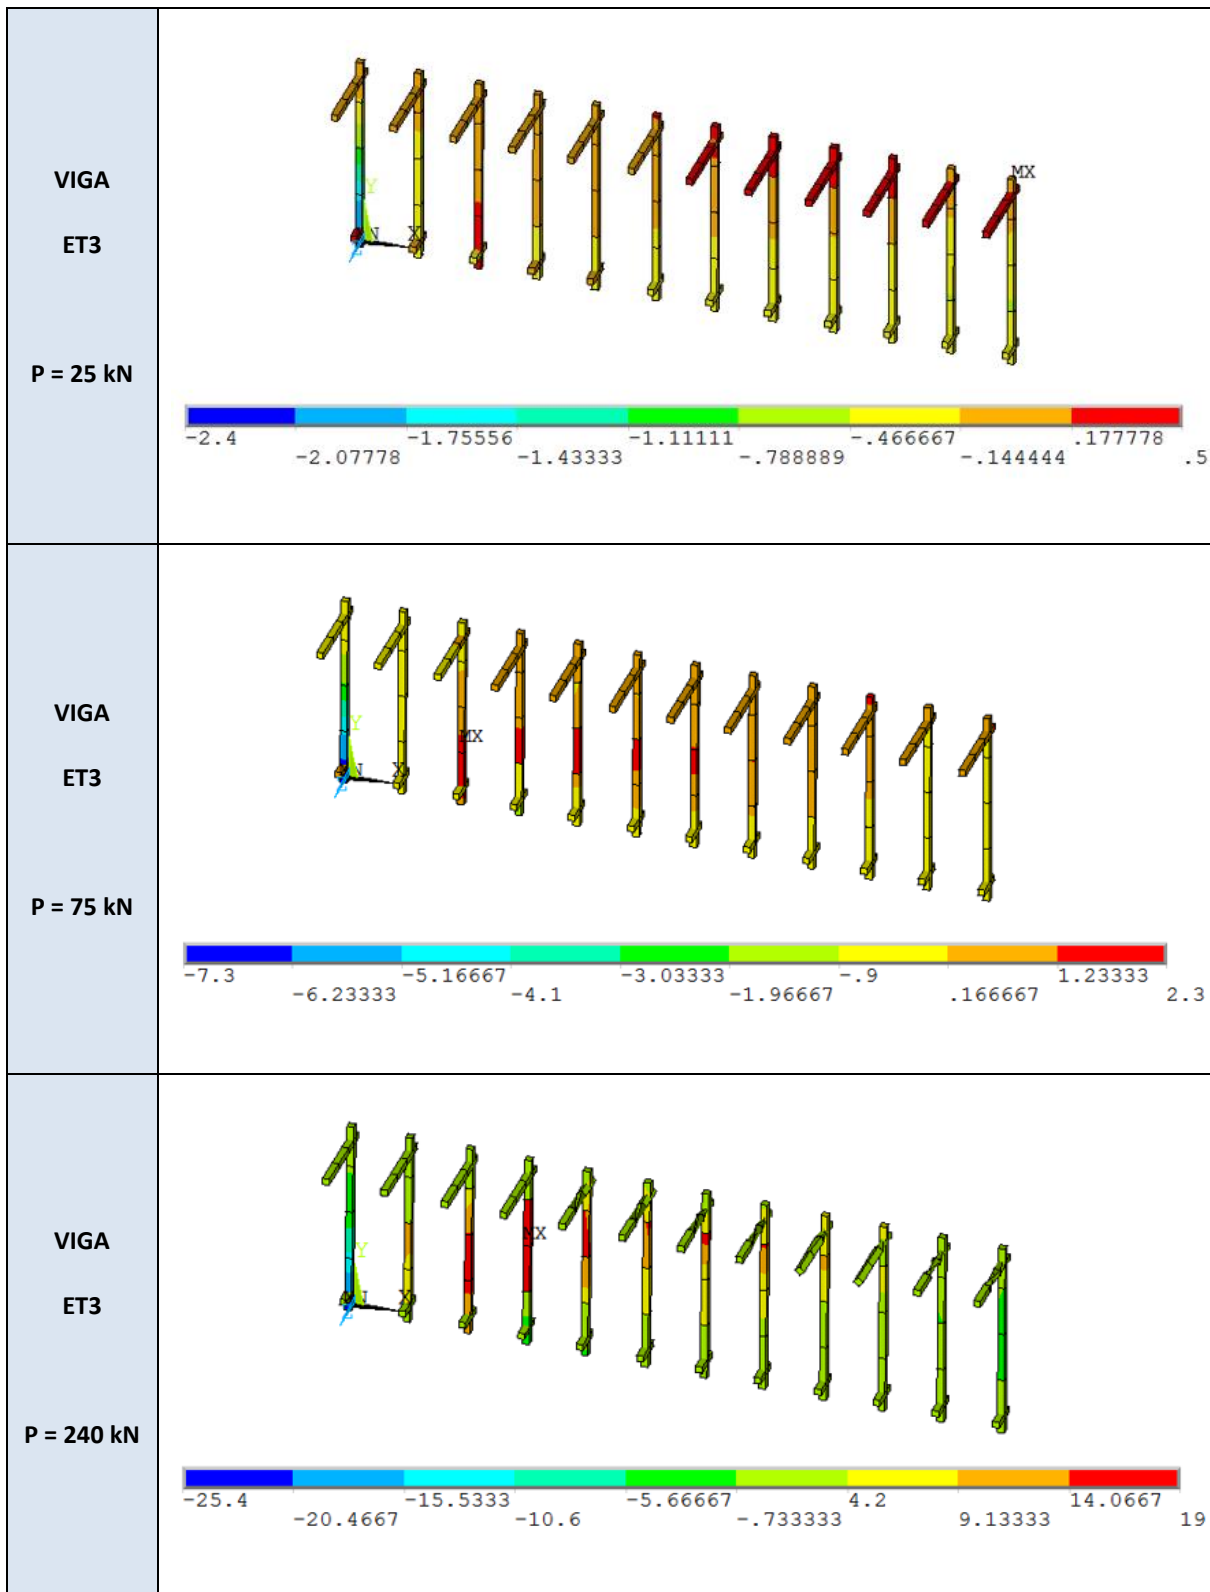 VIGA
ET3
P = 25 kN
MX
Y
N
X
Z
-2.4
-1.75556
-1.11111
-.466667
.177778
-2.07778
-1.43333
-.788889
-.144444
.5
VIGA
ET3
P = 75 kN
MX
Y
N
X
Z
-7.3
-5.16667
-3.03333
-.9
1.23333
-6.23333
-4.1
-1.96667
.166667
2.3
VIGA
ET3
P = 240 kN
MX
Y
N
X
Z
-25.4
-15.5333
-5.66667
4.2
14.0667
-20.4667
-10.6
-.733333
9.13333
19